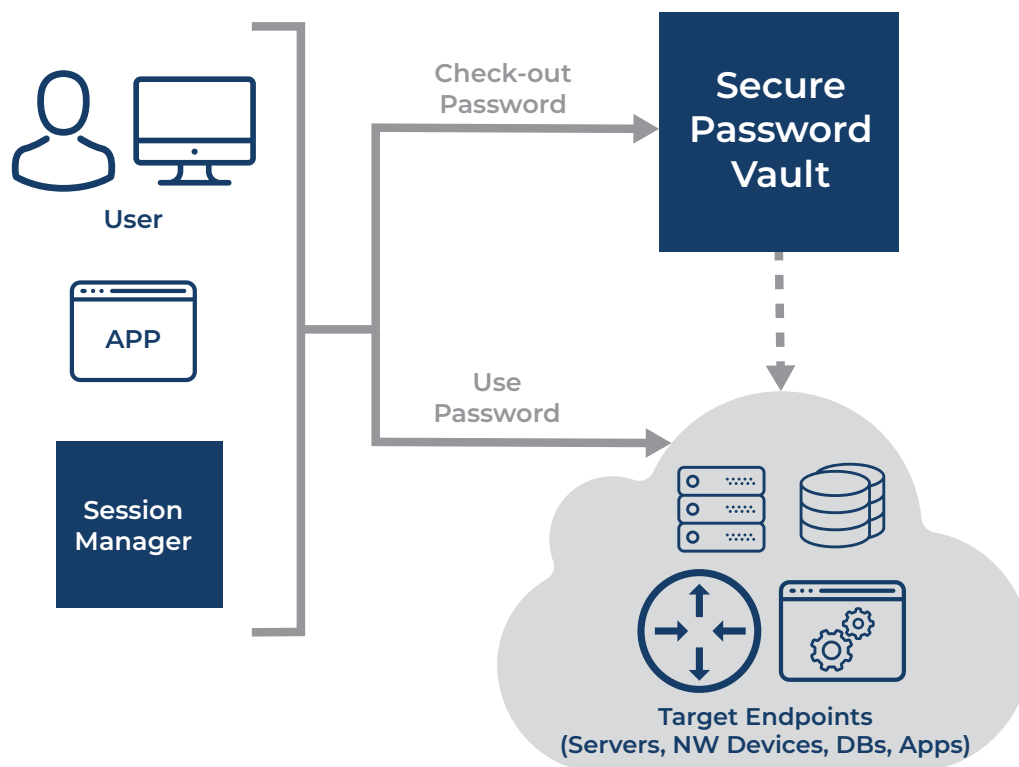 Check-out
Password
Secure
Password
Vault
User
APP
Use
Password
Session
Manager
Target Endpoints
(Servers, NW Devices, DBs, Apps)